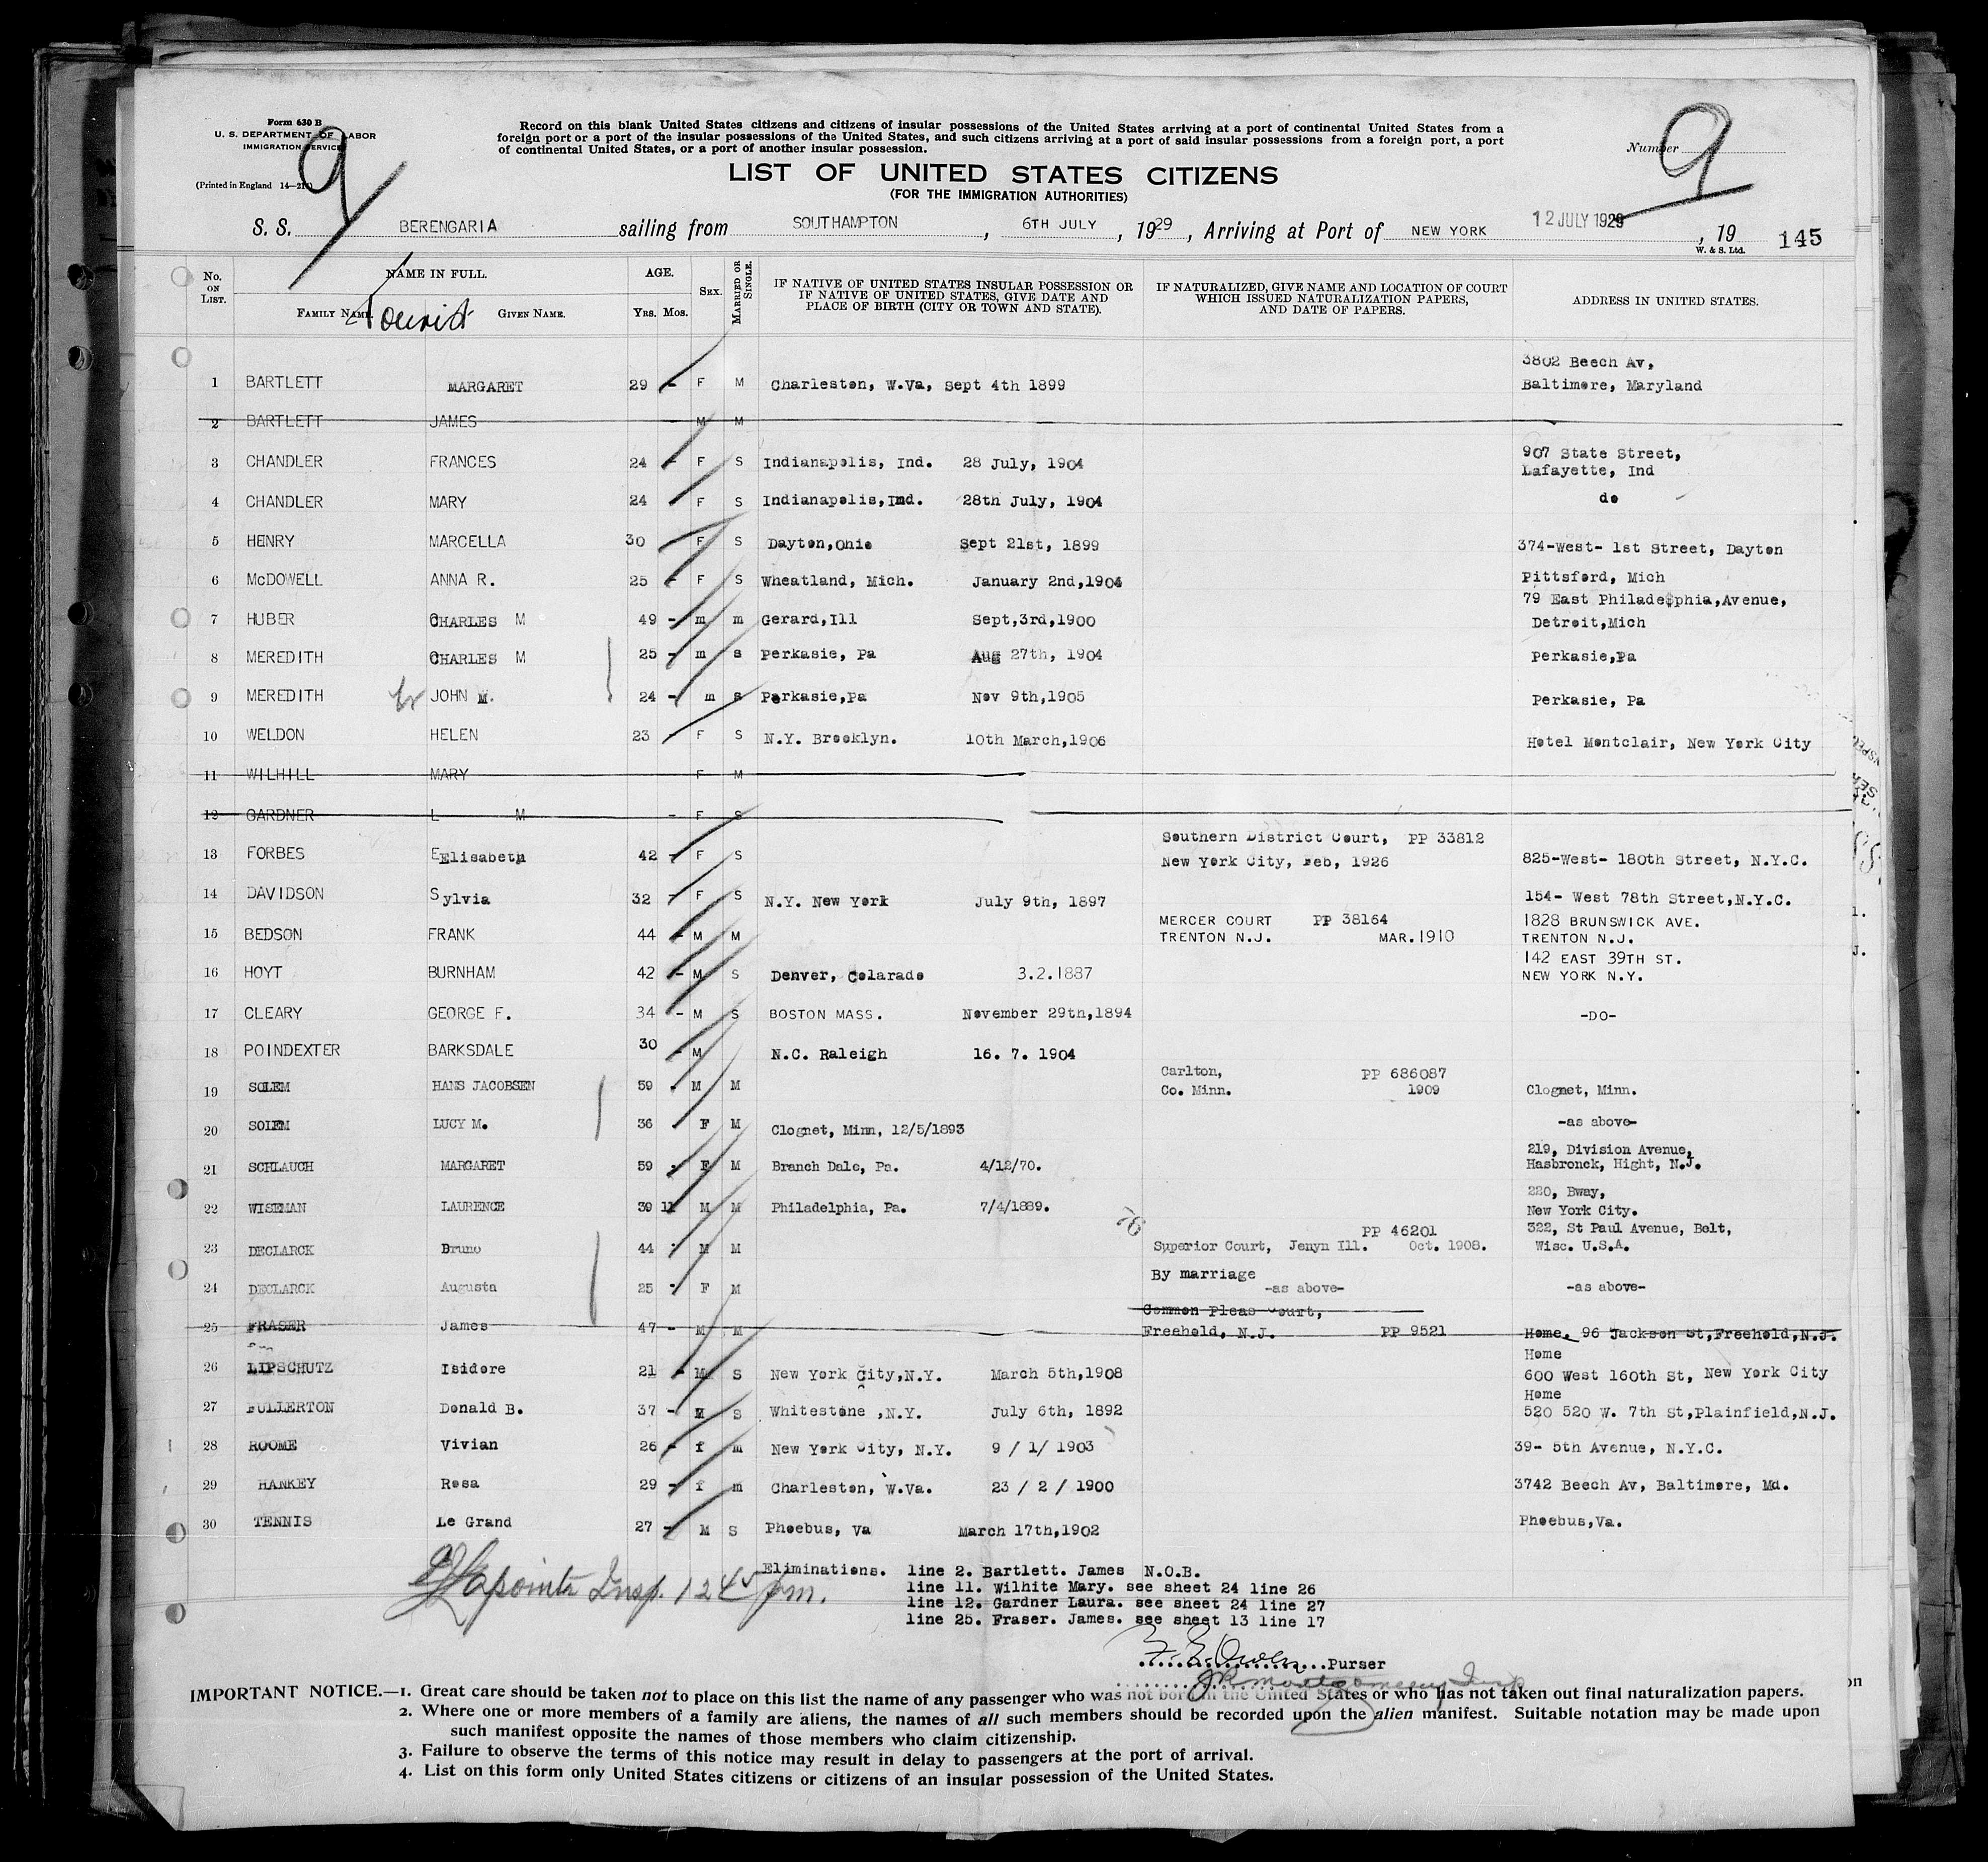 Form 630 B
U. S. DEPARTMENT OF LABOR
IMMIGRATION SERVICE
(Printed in England 14—21)
9
Record on this blank United States citizens and citizens of insular possessions of the United States arriving at a port of continental United States from a
foreign port or a port of the insular possessions of the United States, and such citizens arriving at a port of said insular possessions from a foreign port, a port
of continental United States, or a port of another insular possession.
Number 9
LIST OF UNITED STATES CITIZENS
(FOR THE IMMIGRATION AUTHORITIES)
S. S. BERENGARIA sailing from SOUTHAMPTON, 6TH JULY, 1929, Arriving at Port of NEW YORK 12 JULY 1929, 19 145
W. & S. Ltd.
No. ON LIST. NAME IN FULL. AGE. SEX. MARRIED OR SINGLE. IF NATIVE OF UNITED STATES INSULAR POSSESSION OR IF NATIVE OF UNITED STATES, GIVE DATE AND PLACE OF BIRTH (CITY OR TOWN AND STATE). IF NATURALIZED, GIVE NAME AND LOCATION OF COURT WHICH ISSUED NATURALIZATION PAPERS, AND DATE OF PAPERS. ADDRESS IN UNITED STATES.
FAMILY NAME. Tourist GIVEN NAME. Yrs. Mos.
3802 Beech Av,
1 BARTLETT MARGARET 29 - F M Charleston, W.Va, Sept 4th 1899 Baltimore, Maryland
2 BARTLETT JAMES M M
3 CHANDLER FRANCES 24 - F S Indianapolis, Ind. 28 July, 1904 907 State Street,
Lafayette, Ind
4 CHANDLER MARY 24 F S Indianapolis,Ind. 28th July, 1904 do
5 HENRY MARCELLA 30 F S Dayton,Ohio Sept 21st, 1899 374-West- 1st Street, Dayton
6 McDOWELL ANNA R. 25 - F S Wheatland, Mich. January 2nd,1904 Pittsford, Mich
79 East Philadelphia,Avenue,
7 HUBER CHARLES M 49 - m m Gerard,Ill Sept,3rd,1900 Detroit,Mich
8 MEREDITH CHARLES M 25 - m s Perkasie, Pa Aug 27th, 1904 Perkasie,Pa
9 MEREDITH JOHN M. 24 - m s Perkasie,Pa Nov 9th,1905 Perkasie, Pa
10 WELDON HELEN 23 - F S N.Y. Brooklyn. 10th March,1906 Hotel Montclair, New York City
11 WILHILL MARY F M
12 GARDNER L M - F S
Southern District Court, PP 33812
13 FORBES EElisabeth 42 - F S New York City, Feb, 1926 825-West- 180th Street, N.Y.C.
14 DAVIDSON Sylvia 32 - F S N.Y. New York July 9th, 1897 154- West 78th Street,N.Y.C.
MERCER COURT PP 38164 1828 BRUNSWICK AVE.
15 BEDSON FRANK 44 - M M TRENTON N.J. MAR.1910 TRENTON N.J.
142 EAST 39TH ST.
16 HOYT BURNHAM 42 - M S Denver, Colarado 3.2.1887 NEW YORK N.Y.
17 CLEARY GEORGE F. 34 - M S BOSTON MASS. November 29th,1894 -DO-
18 POINDEXTER BARKSDALE 30 - M N.C. Raleigh 16. 7. 1904
Carlton, PP 686087
19 SOLEM HANS JACOBSEN 59 - M M Co. Minn. 1909 Clognet, Minn.
20 SOLEM LUCY M. 36 F M Clognet, Minn, 12/5/1893 -as above-
219, Division Avenue,
21 SCHLAUCH MARGARET 59 - F M Branch Dale, Pa. 4/12/70. Hasbronck, Hight, N.J.
220, Bway,
22 WISEMAN LAURENCE 39 11 M M Philadelphia, Pa. 7/4/1889. New York City.
PP 46201 322, St Paul Avenue, Belt,
23 DECLARCK Bruno 44 - M M Superior Court, Jenyn Ill. Oct. 1908. Wisc. U.S.A.
By marriage
24 DECLARCK Augusta 25 - F M -as above- -as above-
Common Pleas Court,
25 FRASER James 47 - M M Freehold, N.J. PP 9521 Home. 96 Jackson St,Freehold,N.J.
Home
26 LIPSCHUTZ Isidore 21 - M S New York City,N.Y. March 5th,1908 600 West 160th St, New York City
Home
27 FULLERTON Donald B. 37 - M S Whitestone ,N.Y. July 6th, 1892 520 520 W. 7th St,Plainfield,N.J.
28 ROOME Vivian 26 - f m New York City, N.Y. 9 / 1/ 1903 39- 5th Avenue, N.Y.C.
29 HANKEY Rosa 29 - f m Charleston, W.Va. 23 / 2 / 1900 3742 Beech Av, Baltimore, Md.
30 TENNIS Le Grand 27 - M S Phoebus, Va March 17th,1902 Phoebus,Va.
Lapointe Insp. 1245 pm.
Eliminations. line 2. Bartlett. James N.O.B.
line 11. Wilhite Mary. see sheet 24 line 26
line 12. Gardner Laura. see sheet 24 line 27
line 25. Fraser. James. see sheet 13 line 17
Purser
JR Montgomery Insp
IMPORTANT NOTICE.—1. Great care should be taken not to place on this list the name of any passenger who was not born in the United States or who has not taken out final naturalization papers.
2. Where one or more members of a family are aliens, the names of all such members should be recorded upon the alien manifest. Suitable notation may be made upon
such manifest opposite the names of those members who claim citizenship.
3. Failure to observe the terms of this notice may result in delay to passengers at the port of arrival.
4. List on this form only United States citizens or citizens of an insular possession of the United States.